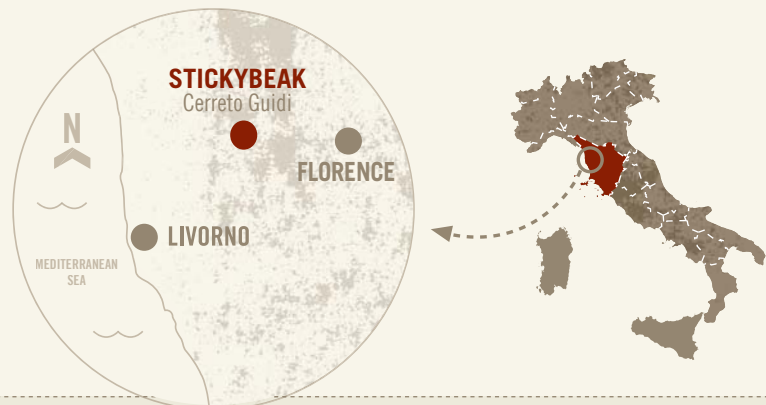 STICKYBEAK
Cerreto Guidi
N
FLORENCE
LIVORNO
MEDITERRANEAN
SEA